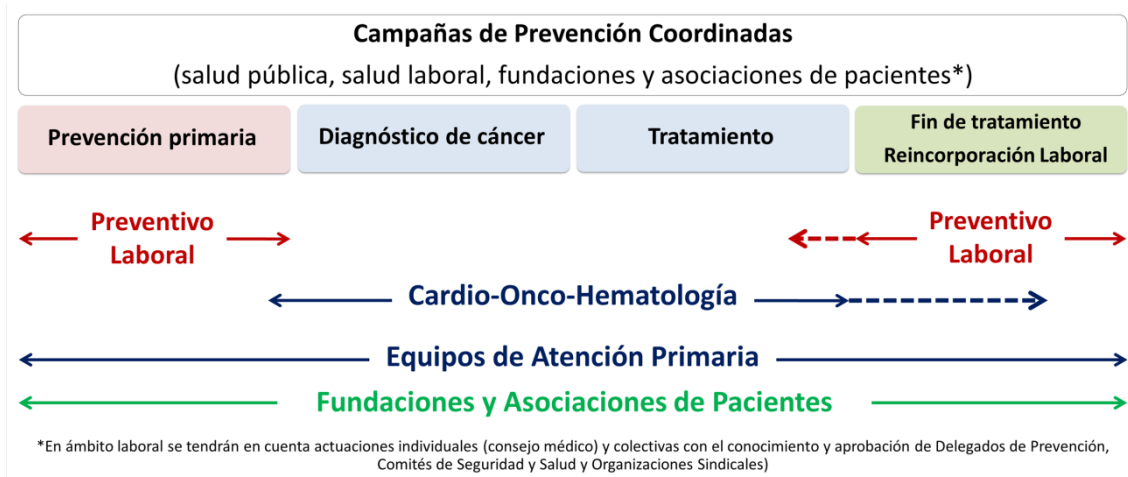 Campañas de Prevención Coordinadas
(salud pública, salud laboral, fundaciones y asociaciones de pacientes*)
Prevención primaria
Diagnóstico de cáncer
Tratamiento
Fin de tratamiento
Reincorporación Laboral
Preventivo
Laboral
Preventivo
Laboral
Cardio-Onco-Hematología
Equipos de Atención Primaria
Fundaciones y Asociaciones de Pacientes
*En ámbito laboral se tendrán en cuenta actuaciones individuales (consejo médico) y colectivas con el conocimiento y aprobación de Delegados de Prevención,
Comités de Seguridad y Salud y Organizaciones Sindicales)